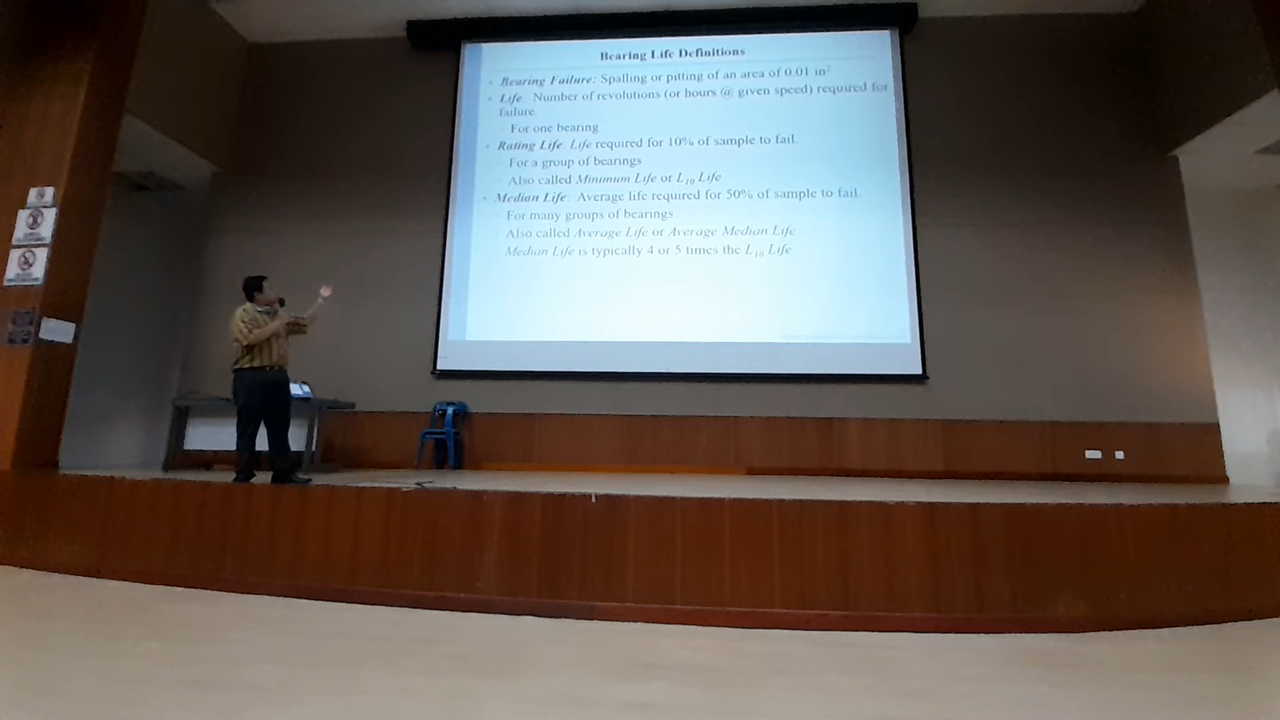 Bearing Life Definitions
Bearing Failure: Spalling or pitting of an area of 0.01 in²
Life: Number of revolutions (or hours @ given speed) required for
failure.
For one bearing
Rating Life: Life required for 10% of sample to fail.
For a group of bearings
Also called Minimum Life or L₁₀ Life
Median Life: Average life required for 50% of sample to fail.
For many groups of bearings
Also called Average Life or Average Median Life
Median Life is typically 4 or 5 times the L₁₀ Life